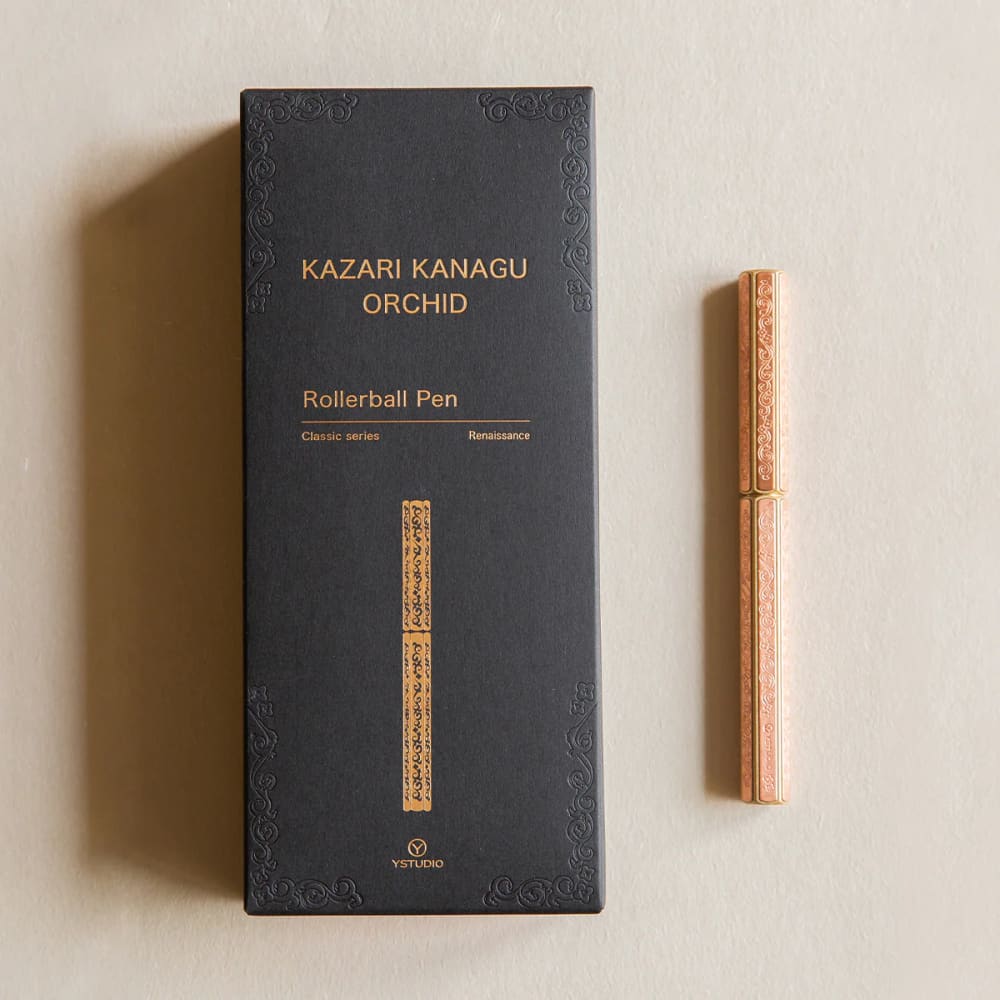 KAZARI KANAGU
ORCHID
Rollerball Pen
Classic series Renaissance
YSTUDIO